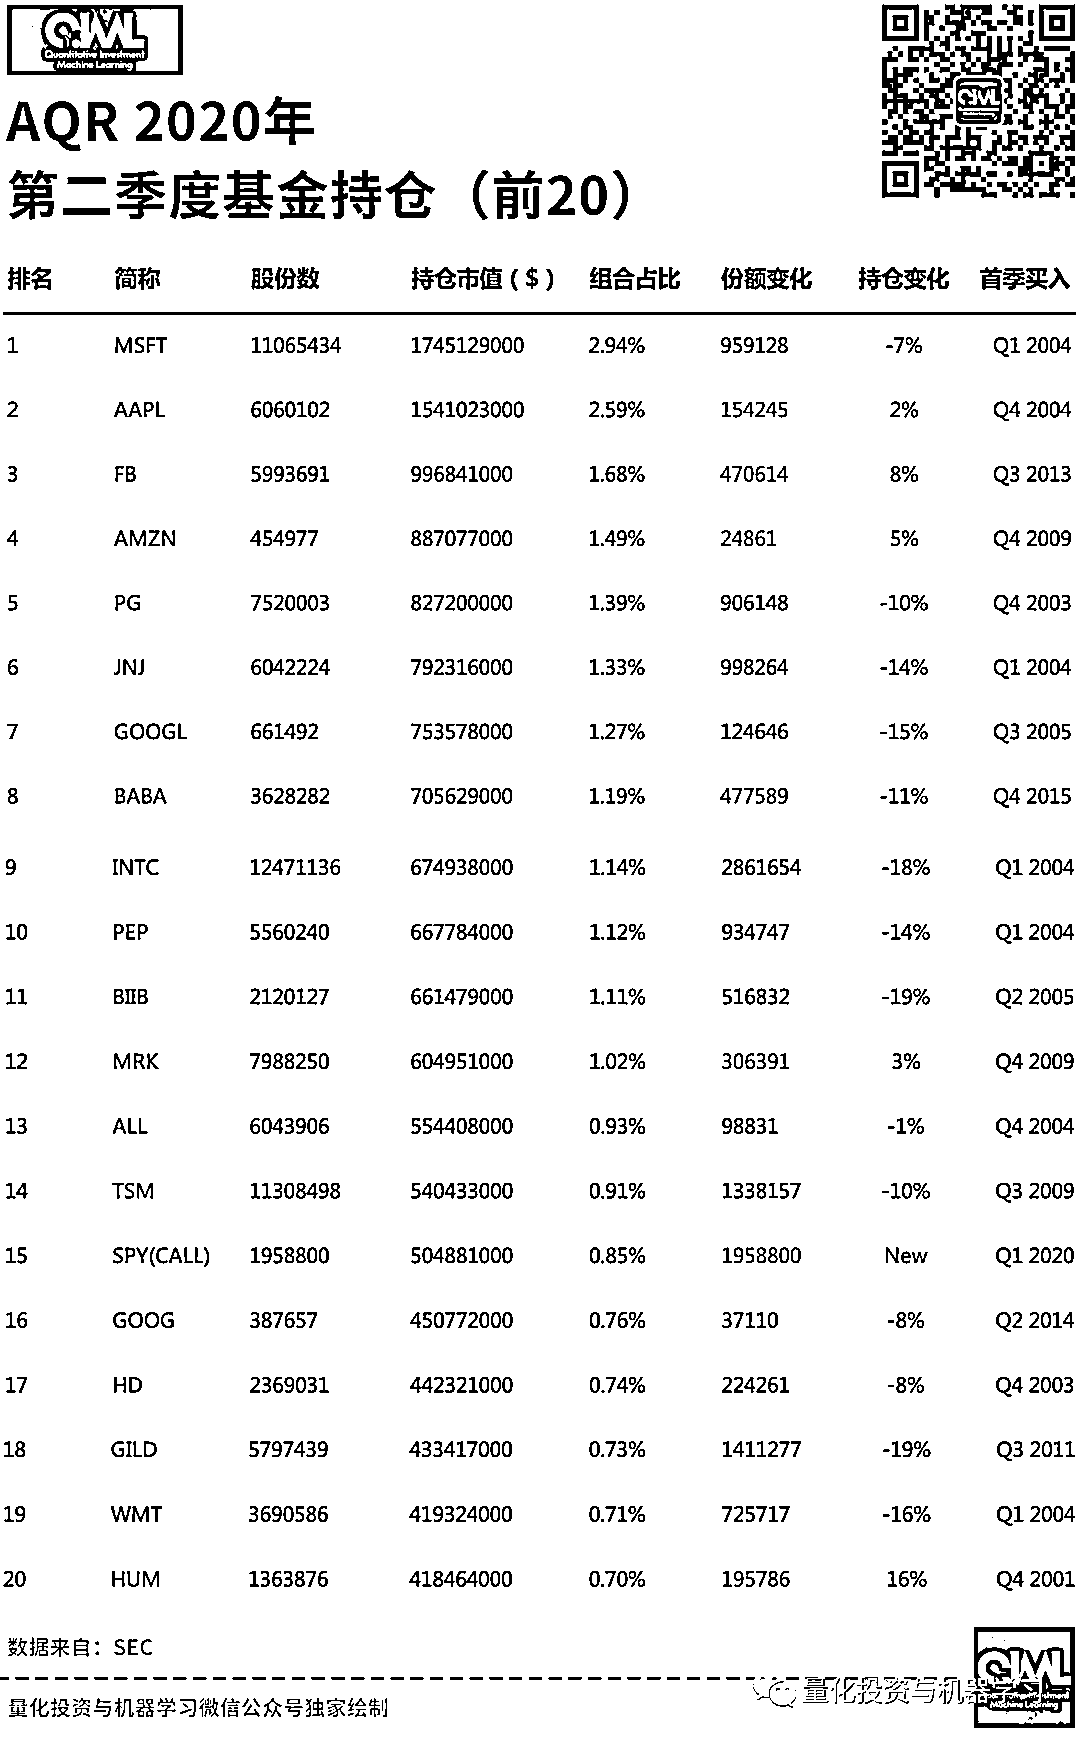 QIML
Quantitative Investment
Machine Learning
QIML
AQR 2020年
第二季度基金持仓（前20）
排名 简称 股份数 持仓市值（$） 组合占比 份额变化 持仓变化 首季买入
1 MSFT 11065434 1745129000 2.94% 959128 -7% Q1 2004
2 AAPL 6060102 1541023000 2.59% 154245 2% Q4 2004
3 FB 5993691 996841000 1.68% 470614 8% Q3 2013
4 AMZN 454977 887077000 1.49% 24861 5% Q4 2009
5 PG 7520003 827200000 1.39% 906148 -10% Q4 2003
6 JNJ 6042224 792316000 1.33% 998264 -14% Q1 2004
7 GOOGL 661492 753578000 1.27% 124646 -15% Q3 2005
8 BABA 3628282 705629000 1.19% 477589 -11% Q4 2015
9 INTC 12471136 674938000 1.14% 2861654 -18% Q1 2004
10 PEP 5560240 667784000 1.12% 934747 -14% Q1 2004
11 BIIB 2120127 661479000 1.11% 516832 -19% Q2 2005
12 MRK 7988250 604951000 1.02% 306391 3% Q4 2009
13 ALL 6043906 554408000 0.93% 98831 -1% Q4 2004
14 TSM 11308498 540433000 0.91% 1338157 -10% Q3 2009
15 SPY(CALL) 1958800 504881000 0.85% 1958800 New Q1 2020
16 GOOG 387657 450772000 0.76% 37110 -8% Q2 2014
17 HD 2369031 442321000 0.74% 224261 -8% Q4 2003
18 GILD 5797439 433417000 0.73% 1411277 -19% Q3 2011
19 WMT 3690586 419324000 0.71% 725717 -16% Q1 2004
20 HUM 1363876 418464000 0.70% 195786 16% Q4 2001
数据来自：SEC
量化投资与机器学习微信公众号独家绘制
量化投资与机器学习
QIML
Machine Learning